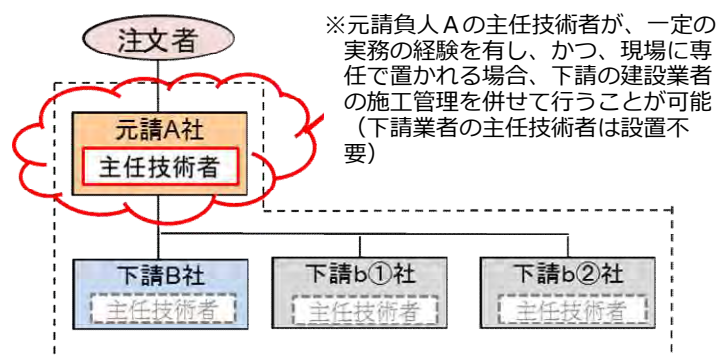 注文者
※元請負人Aの主任技術者が、一定の
実務の経験を有し、かつ、現場に専
任で置かれる場合、下請の建設業者
の施工管理を併せて行うことが可能
（下請業者の主任技術者は設置不
要）
元請A社
主任技術者
下請B社
主任技術者
下請b①社
主任技術者
下請b②社
主任技術者